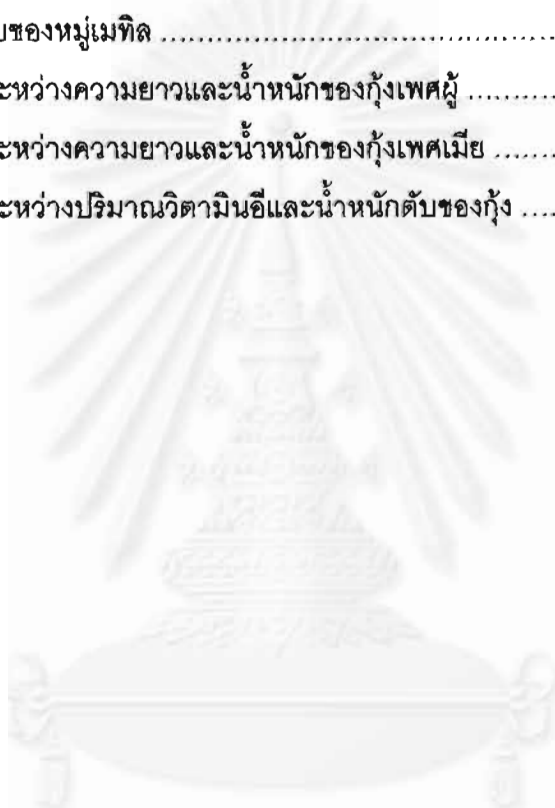 บของหมู่เมทิล ................................................
ะหว่างความยาวและน้ำหนักของกุ้งเพศผู้ ..........
ะหว่างความยาวและน้ำหนักของกุ้งเพศเมีย .......
ะหว่างปริมาณวิตามินอีและน้ำหนักตับของกุ้ง ....